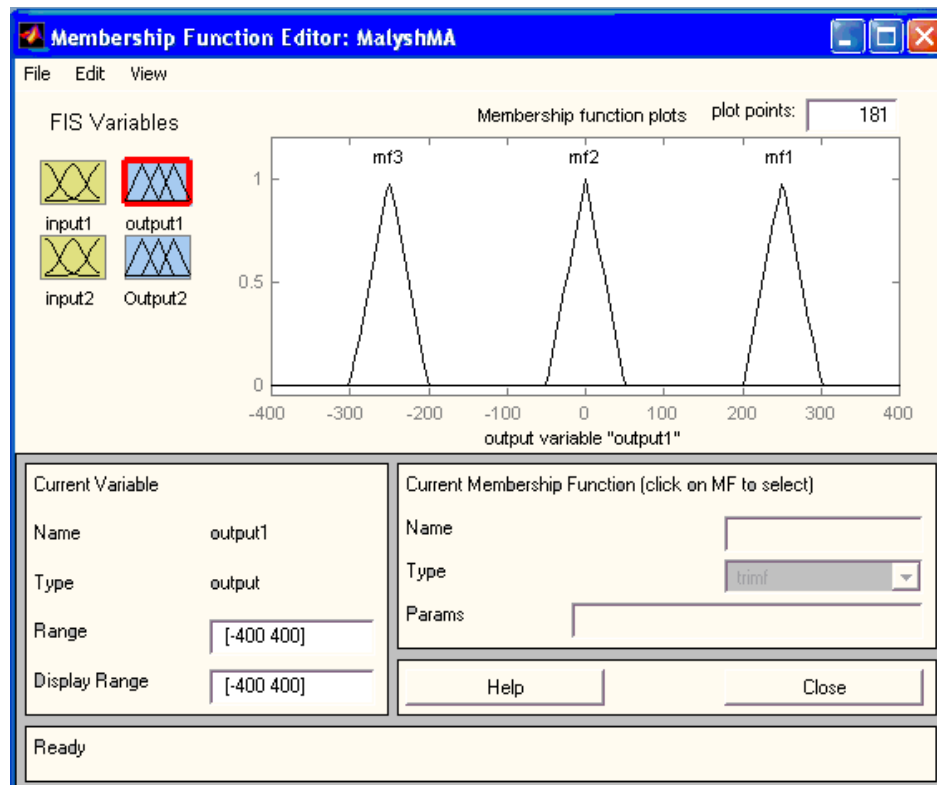 Membership Function Editor: MalyshMA
File Edit View
FIS Variables
Membership function plots plot points: 181
input1 output1
input2 Output2
mf3 mf2 mf1
1
0.5
0
-400 -300 -200 -100 0 100 200 300 400
output variable "output1"
Current Variable
Name output1
Type output
Range [-400 400]
Display Range [-400 400]
Current Membership Function (click on MF to select)
Name
Type trimf
Params
Help Close
Ready